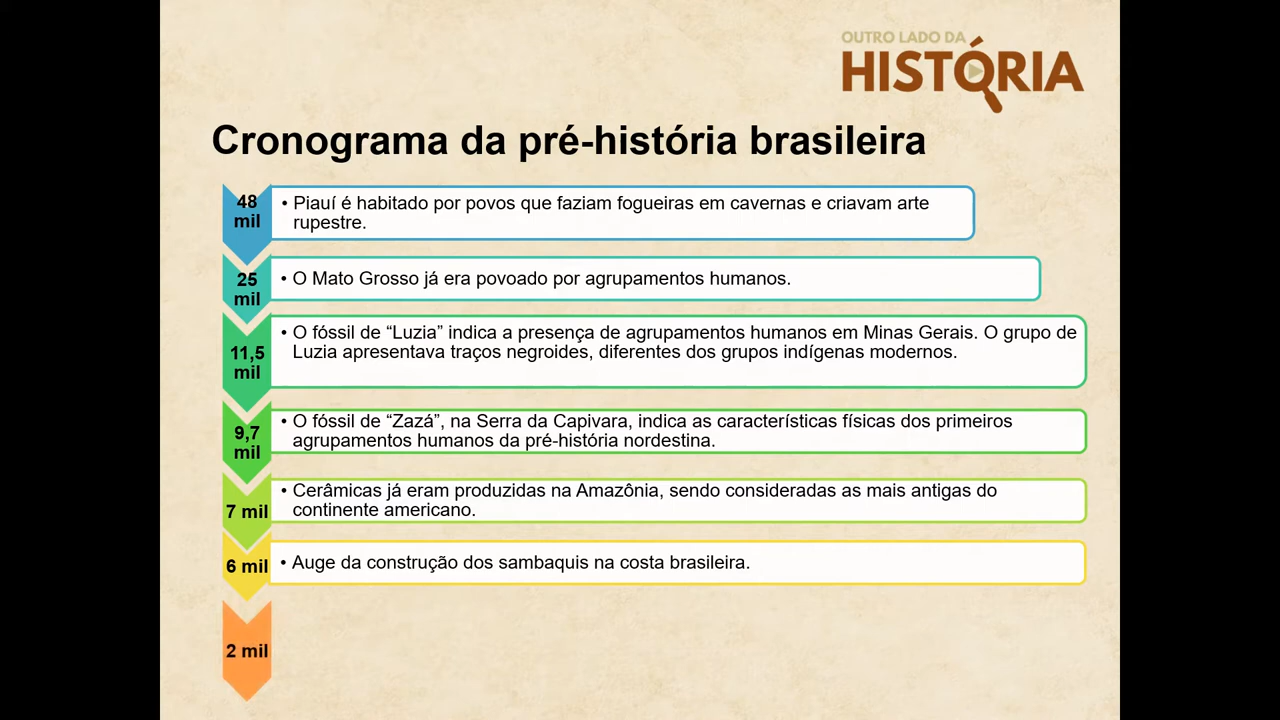 OUTRO LADO DA
HISTÓRIA
Cronograma da pré-história brasileira
48
mil
• Piauí é habitado por povos que faziam fogueiras em cavernas e criavam arte
rupestre.
25
mil
• O Mato Grosso já era povoado por agrupamentos humanos.
11,5
mil
• O fóssil de “Luzia” indica a presença de agrupamentos humanos em Minas Gerais. O grupo de
Luzia apresentava traços negroides, diferentes dos grupos indígenas modernos.
9,7
mil
• O fóssil de “Zazá”, na Serra da Capivara, indica as características físicas dos primeiros
agrupamentos humanos da pré-história nordestina.
7 mil
• Cerâmicas já eram produzidas na Amazônia, sendo consideradas as mais antigas do
continente americano.
6 mil
• Auge da construção dos sambaquis na costa brasileira.
2 mil